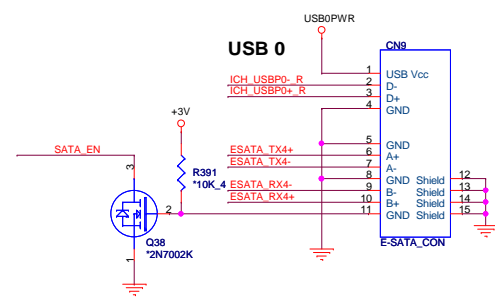 USB0PWR
USB 0
CN9
1 USB Vcc
ICH_USBP0-_R 2 D-
ICH_USBP0+_R 3 D+
4 GND
+3V
5 GND
SATA_EN
ESATA_TX4+ 6 A+
ESATA_TX4- 7 A-
3
R391
*10K_4
8 GND Shield 12
ESATA_RX4- 9 B- Shield 13
ESATA_RX4+ 10 B+ Shield 14
2 11 GND Shield 15
Q38
*2N7002K
1
E-SATA_CON